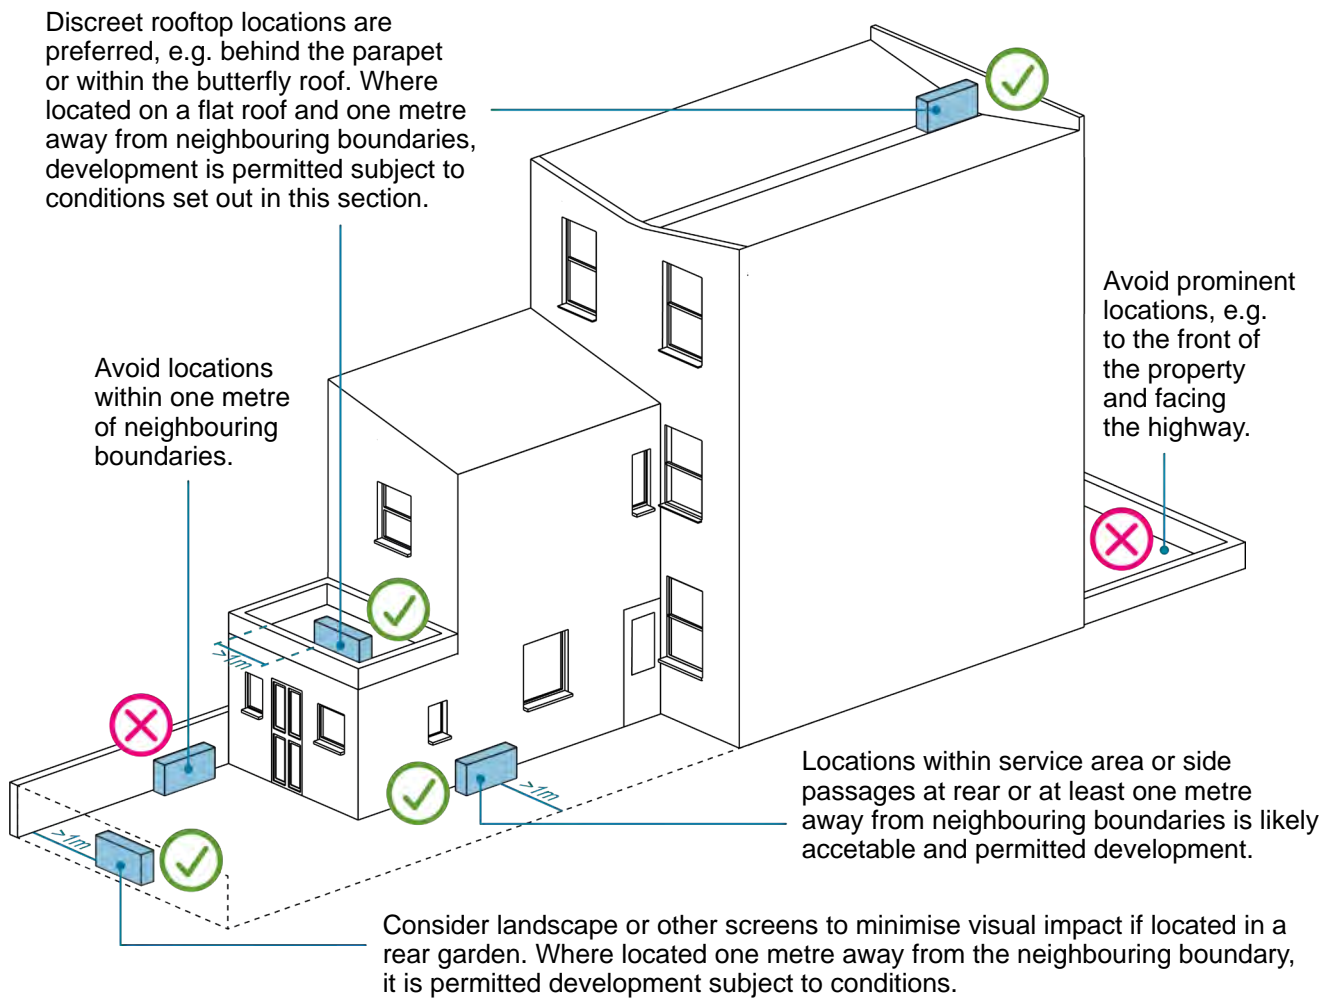 Discreet rooftop locations are
preferred, e.g. behind the parapet
or within the butterfly roof. Where
located on a flat roof and one metre
away from neighbouring boundaries,
development is permitted subject to
conditions set out in this section.
Avoid prominent
locations, e.g.
to the front of
the property
and facing
the highway.
Avoid locations
within one metre
of neighbouring
boundaries.
>1m
>1m
>1m
Locations within service area or side
passages at rear or at least one metre
away from neighbouring boundaries is likely
accetable and permitted development.
Consider landscape or other screens to minimise visual impact if located in a
rear garden. Where located one metre away from the neighbouring boundary,
it is permitted development subject to conditions.